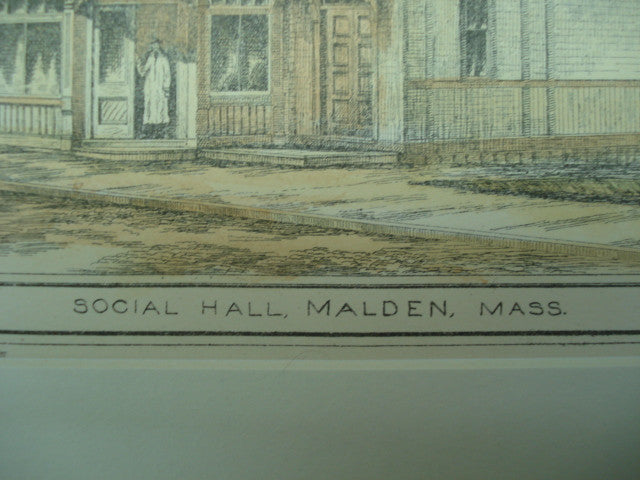 SOCIAL HALL, MALDEN, MASS.